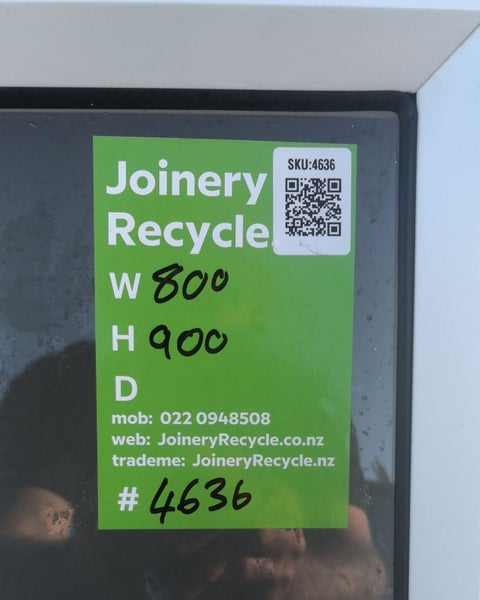 Joinery
SKU:4636
Recycle
W 800
H 900
D
mob: 022 0948508
web: JoineryRecycle.co.nz
trademe: JoineryRecycle.nz
# 4636